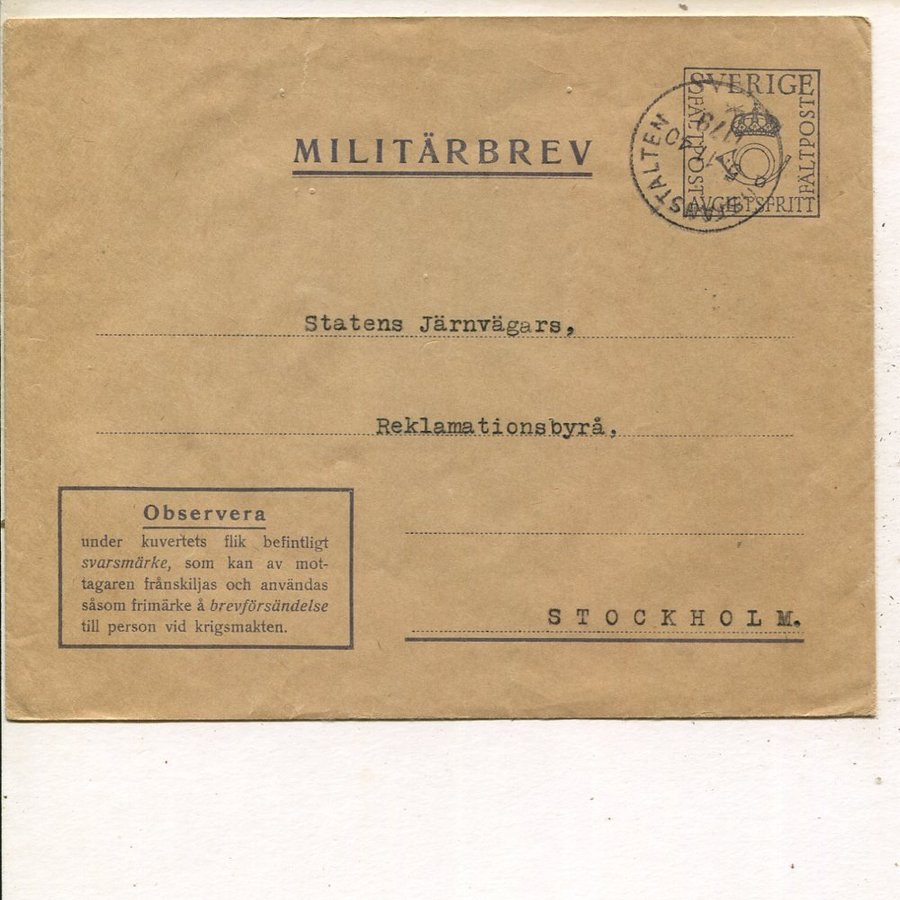 SVERIGE
FÄLTPOST
FÄLTPOST
AVGIFTSFRITT
MILITÄRBREV
Statens Järnvägars,
Reklamationsbyrå,
STOCKHOLM.
Observera
under kuvertets flik befintligt
svarsmärke, som kan av mot-
tagaren frånskiljas och användas
såsom frimärke å brevförsändelse
till person vid krigsmakten.